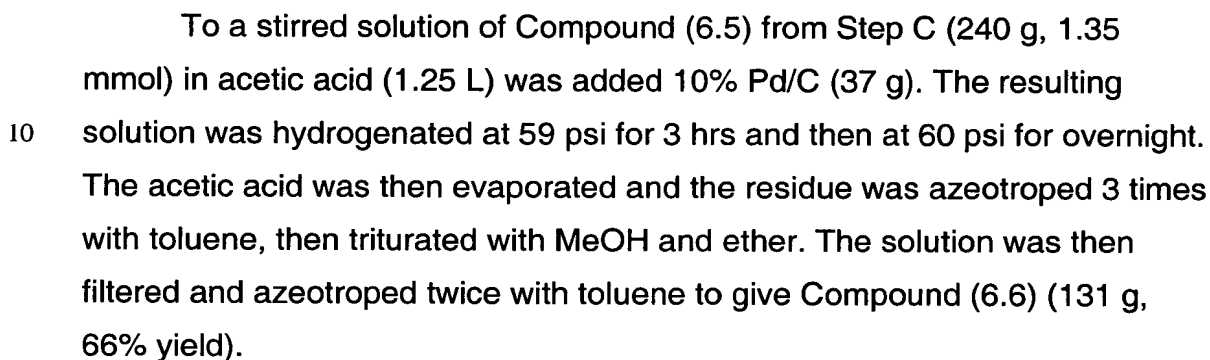 To a stirred solution of Compound (6.5) from Step C (240 g, 1.35
mmol) in acetic acid (1.25 L) was added 10% Pd/C (37 g). The resulting
10 solution was hydrogenated at 59 psi for 3 hrs and then at 60 psi for overnight.
The acetic acid was then evaporated and the residue was azeotroped 3 times
with toluene, then triturated with MeOH and ether. The solution was then
filtered and azeotroped twice with toluene to give Compound (6.6) (131 g,
66% yield).